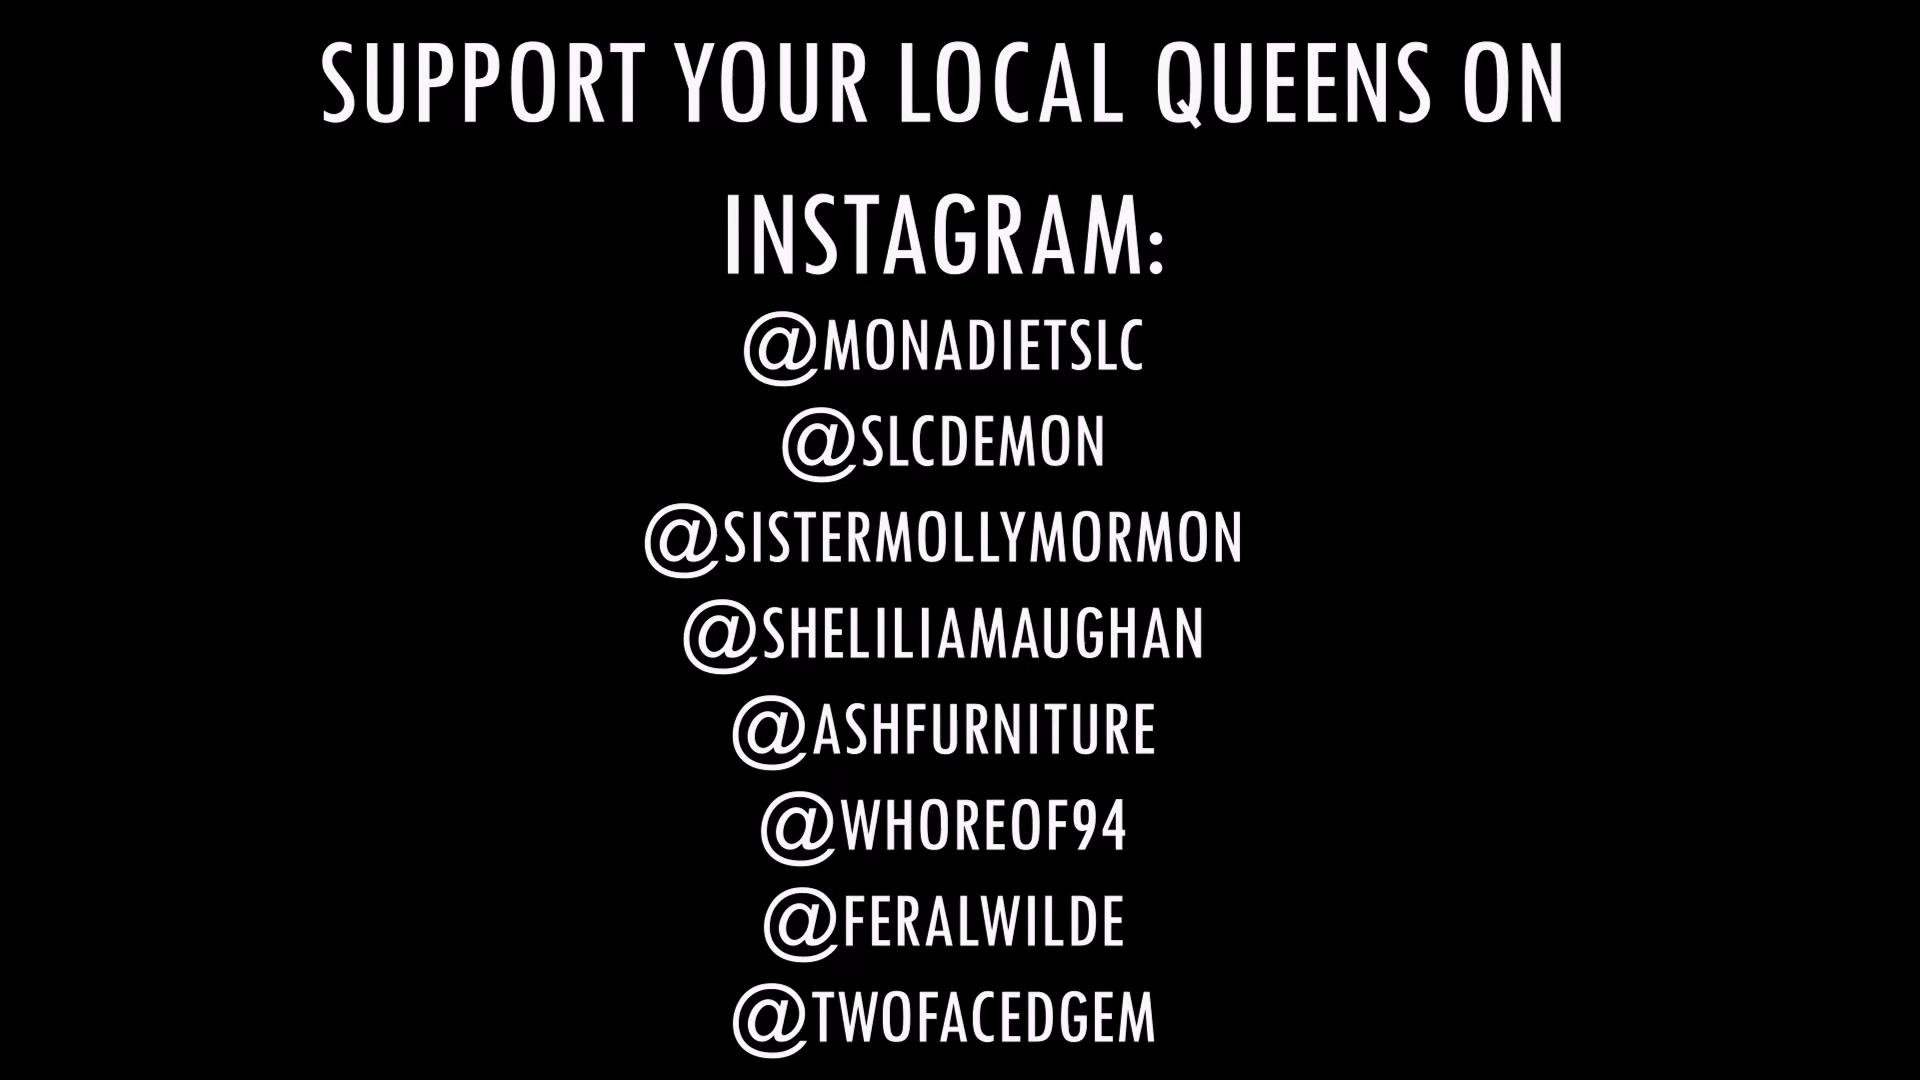 SUPPORT YOUR LOCAL QUEENS ON
INSTAGRAM:
@MONADIETSLC
@SLCDEMON
@SISTERMOLLYMORMON
@SHELILIAMAUGHAN
@ASHFURNITURE
@WHOREOF94
@FERALWILDE
@TWOFACEDGEM